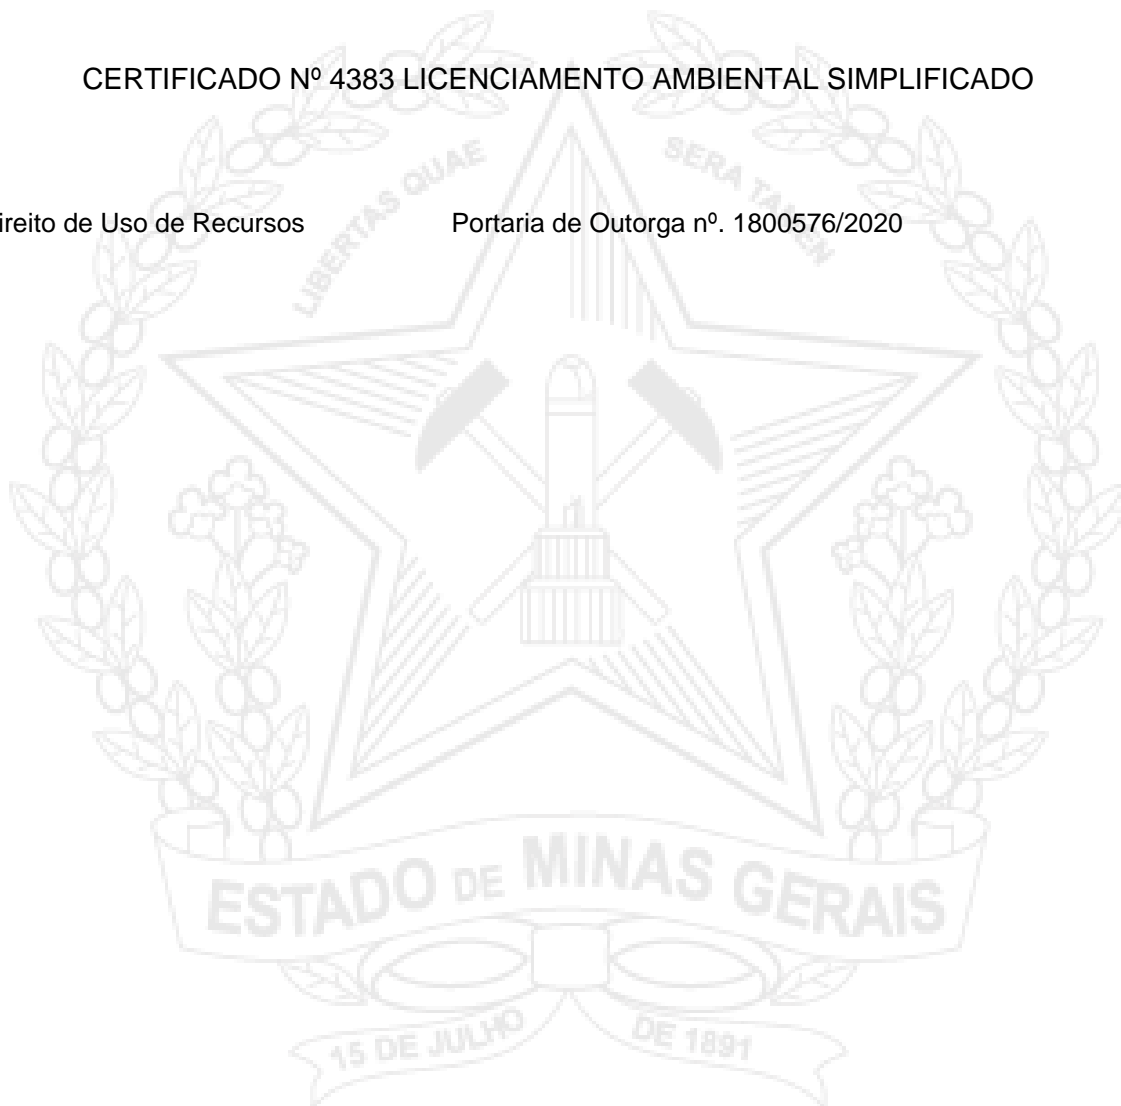 CERTIFICADO Nº 4383 LICENCIAMENTO AMBIENTAL SIMPLIFICADO
LIBERTAS QUAE SERA TAMEN
ireito de Uso de Recursos Portaria de Outorga nº. 1800576/2020
ESTADO DE MINAS GERAIS
15 DE JULHO DE 1891